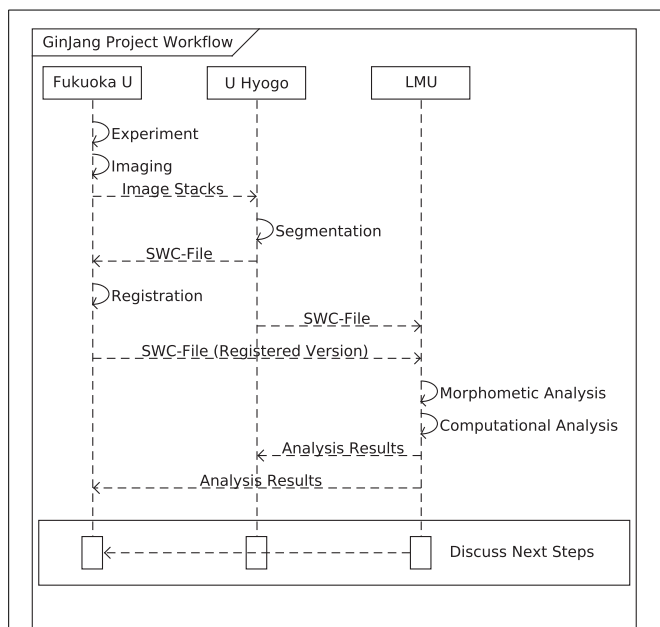 GinJang Project Workflow
Fukuoka U
U Hyogo
LMU
Experiment
Imaging
Image Stacks
Segmentation
SWC-File
Registration
SWC-File
SWC-File (Registered Version)
Morphometric Analysis
Computational Analysis
Analysis Results
Analysis Results
Discuss Next Steps